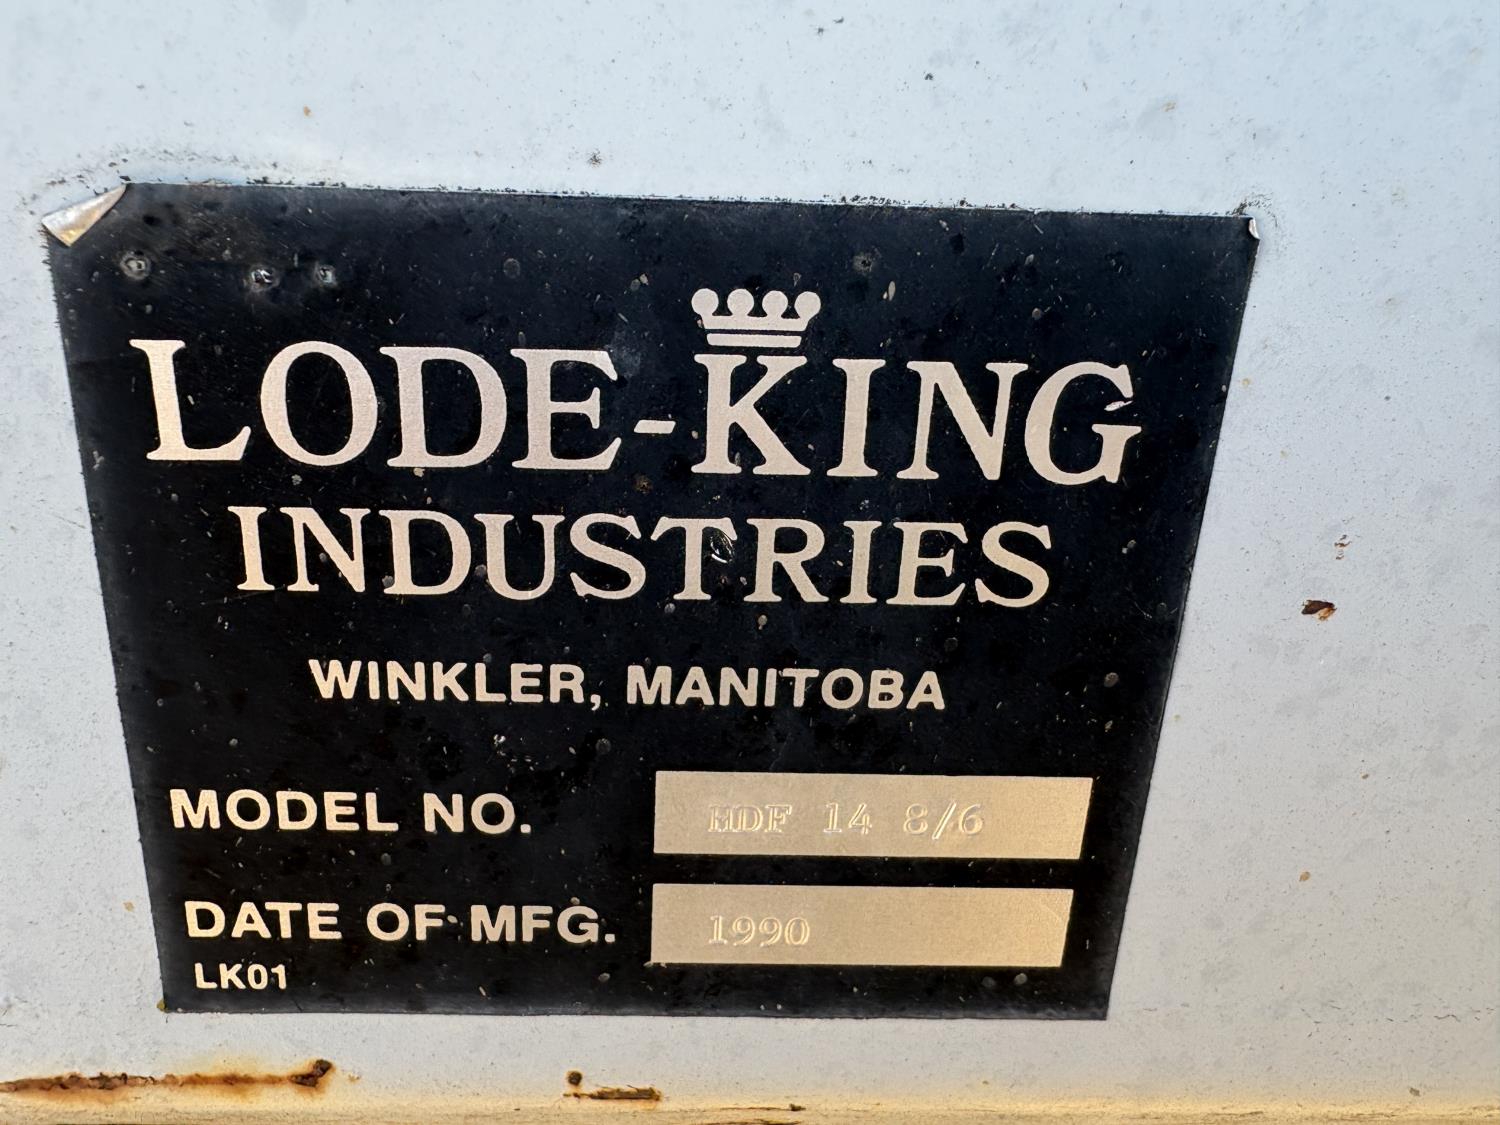 LODE-KING
INDUSTRIES
WINKLER, MANITOBA
MODEL NO. HDF 14 8/6
DATE OF MFG. 1990
LK01